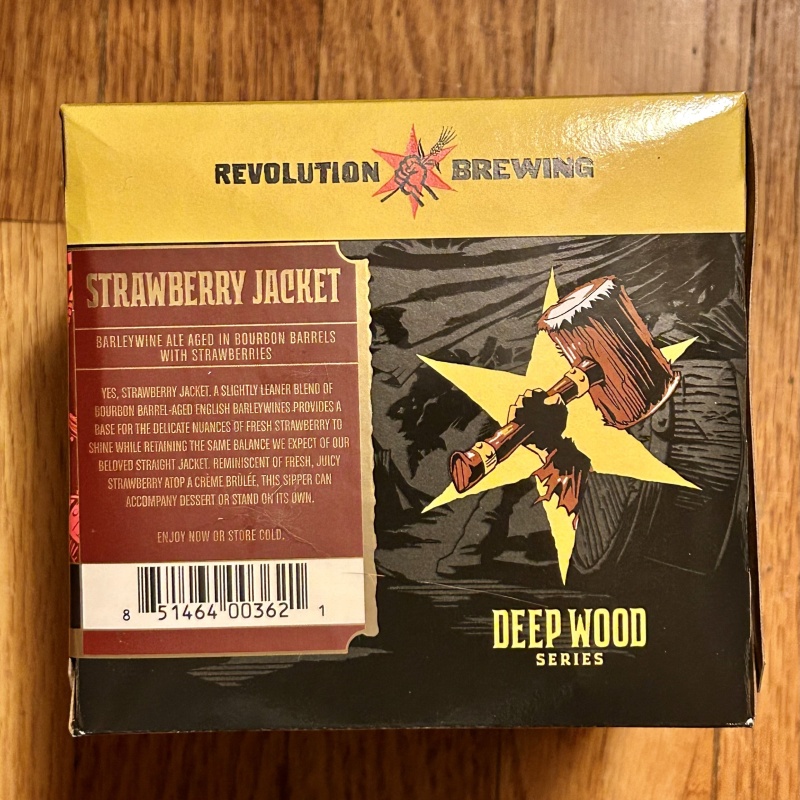 REVOLUTION BREWING
STRAWBERRY JACKET
BARLEYWINE ALE AGED IN BOURBON BARRELS
WITH STRAWBERRIES
YES, STRAWBERRY JACKET. A SLIGHTLY LEANER BLEND OF
BOURBON BARREL-AGED ENGLISH BARLEYWINES PROVIDES A
BASE FOR THE DELICATE NUANCES OF FRESH STRAWBERRY TO
SHINE WHILE RETAINING THE SAME BALANCE WE EXPECT OF OUR
BELOVED STRAIGHT JACKET. REMINISCENT OF FRESH, JUICY
STRAWBERRY ATOP A CRÈME BRÛLÉE, THIS SIPPER CAN
ACCOMPANY DESSERT OR STAND ON ITS OWN.
ENJOY NOW OR STORE COLD.
8 51464 00362 1
DEEP WOOD
SERIES